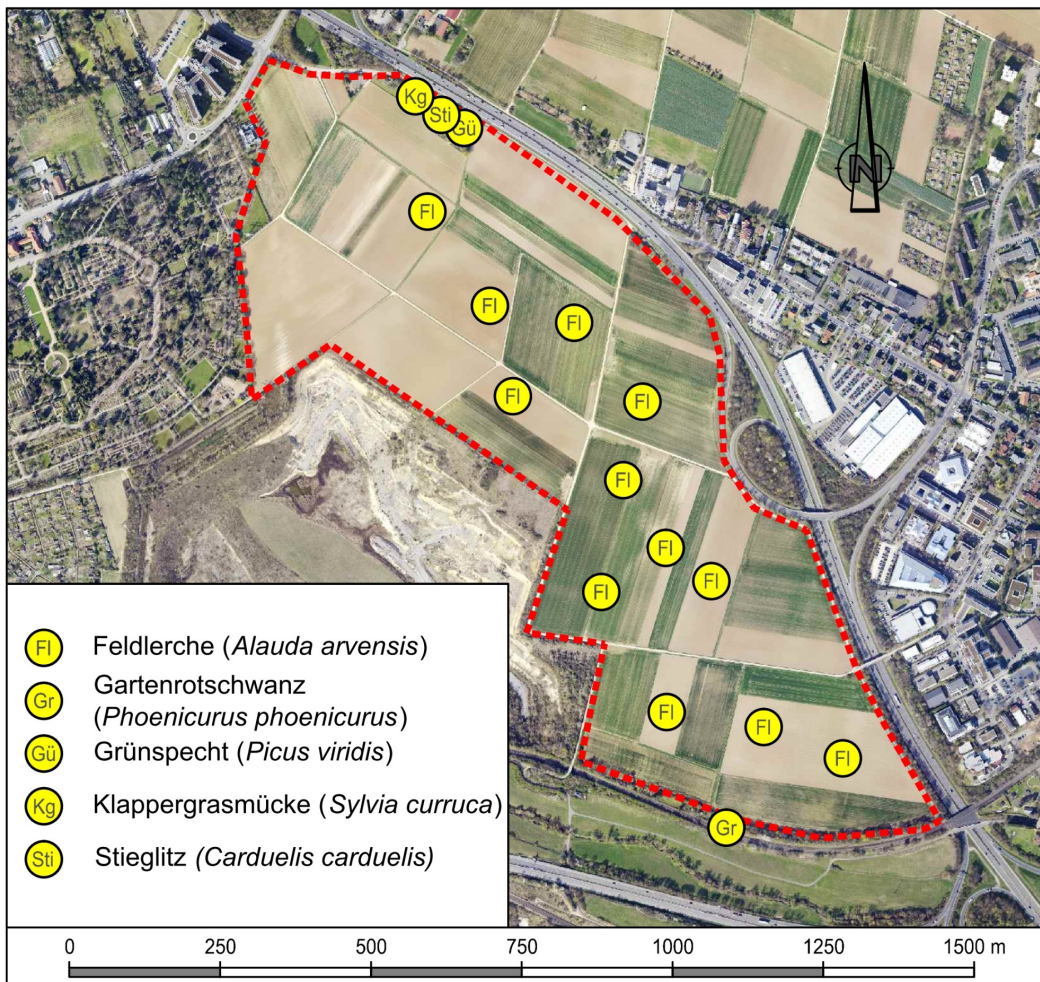 Kg
Sti
Gü
N
Fl
Fl
Fl
Fl
Fl
Fl
Fl
Fl
Fl
Fl
Fl
Fl
Gr
Fl Feldlerche (Alauda arvensis)
Gr Gartenrotschwanz
(Phoenicurus phoenicurus)
Gü Grünspecht (Picus viridis)
Kg Klappergrasmücke (Sylvia curruca)
Sti Stieglitz (Carduelis carduelis)
0 250 500 750 1000 1250 1500 m